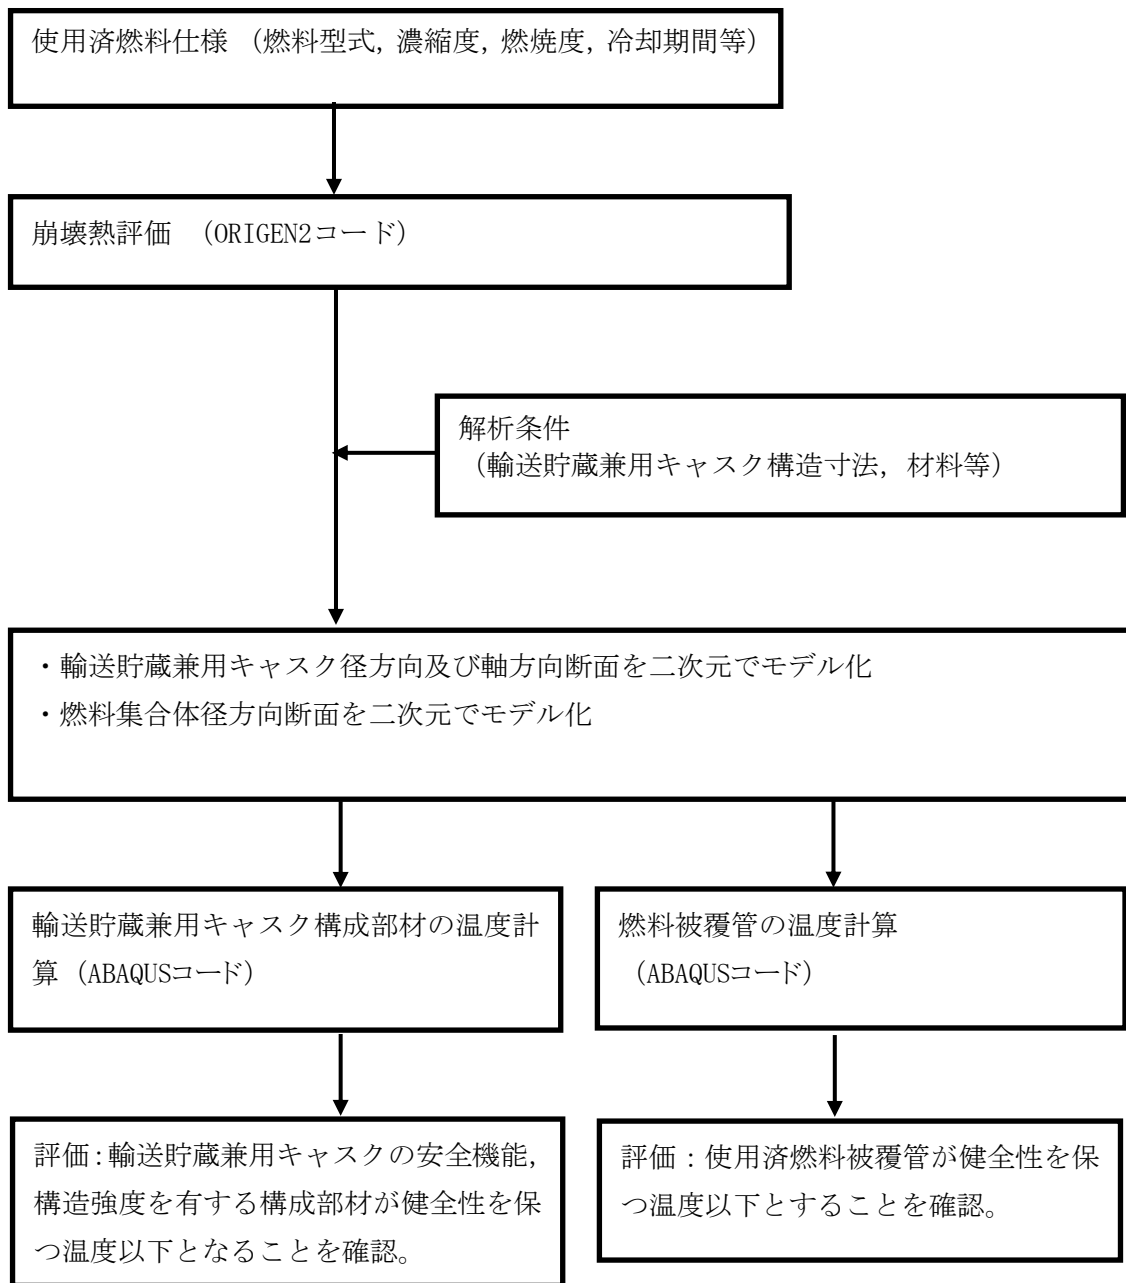 使用済燃料仕様 （燃料型式, 濃縮度, 燃焼度, 冷却期間等）
崩壊熱評価 （ORIGEN2コード）
解析条件
（輸送貯蔵兼用キャスク構造寸法, 材料等）
・輸送貯蔵兼用キャスク径方向及び軸方向断面を二次元でモデル化
・燃料集合体径方向断面を二次元でモデル化
輸送貯蔵兼用キャスク構成部材の温度計
算（ABAQUSコード）
燃料被覆管の温度計算
（ABAQUSコード）
評価：輸送貯蔵兼用キャスクの安全機能,
構造強度を有する構成部材が健全性を保
つ温度以下となることを確認。
評価：使用済燃料被覆管が健全性を保
つ温度以下とすることを確認。